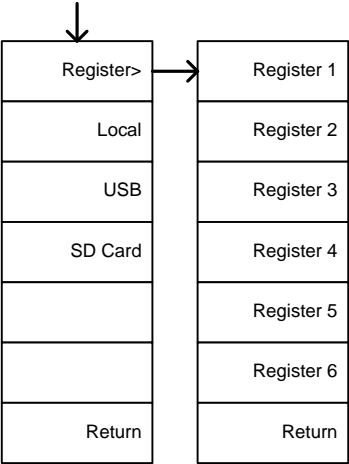 Register>
Local
USB
SD Card
Return
Register 1
Register 2
Register 3
Register 4
Register 5
Register 6
Return